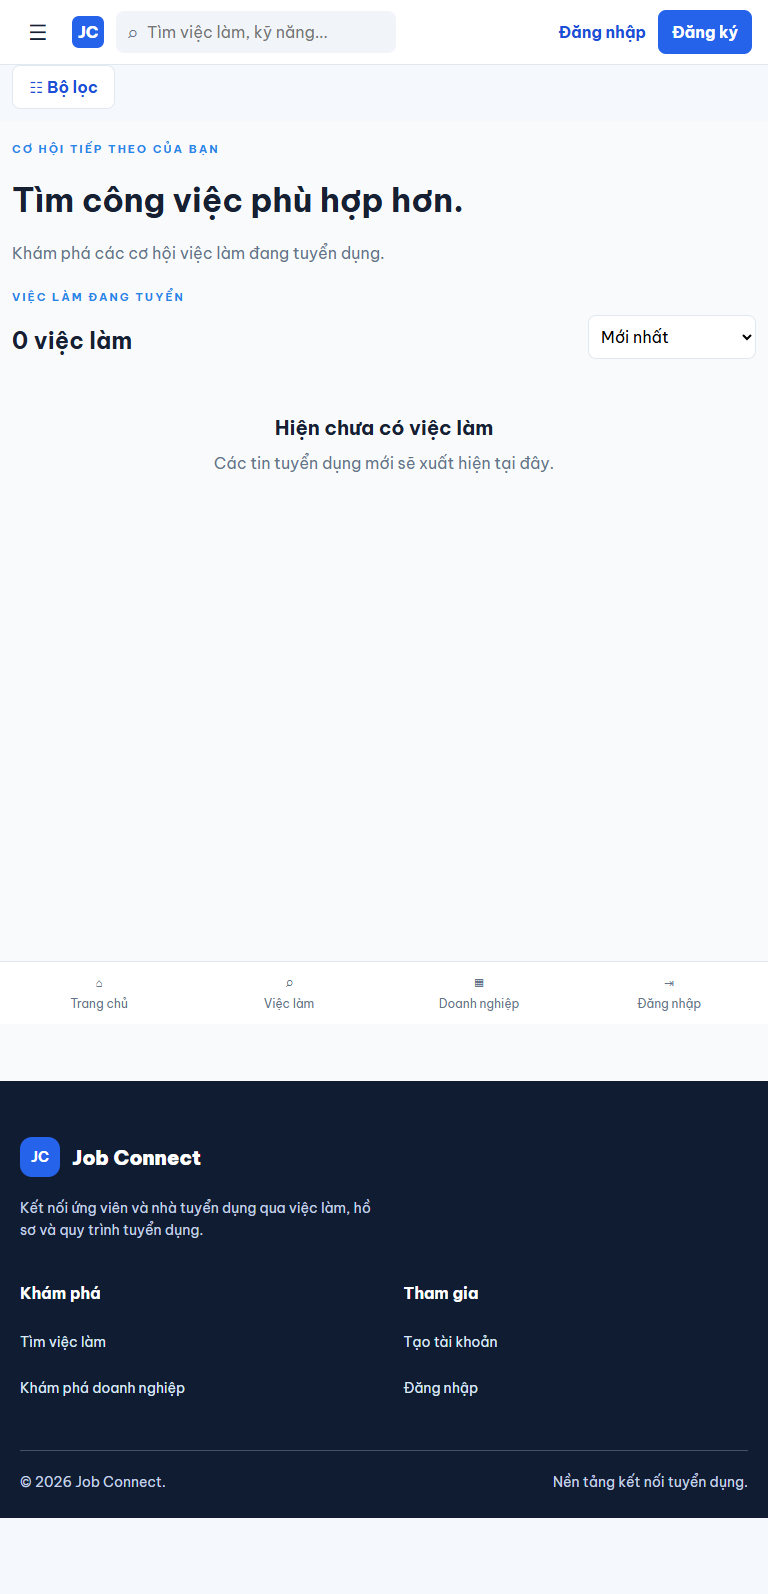 ☰ JC ⌕ Tìm việc làm, kỹ năng... Đăng nhập Đăng ký
☷ Bộ lọc
CƠ HỘI TIẾP THEO CỦA BẠN
Tìm công việc phù hợp hơn.
Khám phá các cơ hội việc làm đang tuyển dụng.
VIỆC LÀM ĐANG TUYỂN
0 việc làm Mới nhất
Hiện chưa có việc làm
Các tin tuyển dụng mới sẽ xuất hiện tại đây.
⌂ ⌕ ▦ ⇥
Trang chủ Việc làm Doanh nghiệp Đăng nhập
JC Job Connect
Kết nối ứng viên và nhà tuyển dụng qua việc làm, hồ
sơ và quy trình tuyển dụng.
Khám phá Tham gia
Tìm việc làm Tạo tài khoản
Khám phá doanh nghiệp Đăng nhập
© 2026 Job Connect. Nền tảng kết nối tuyển dụng.